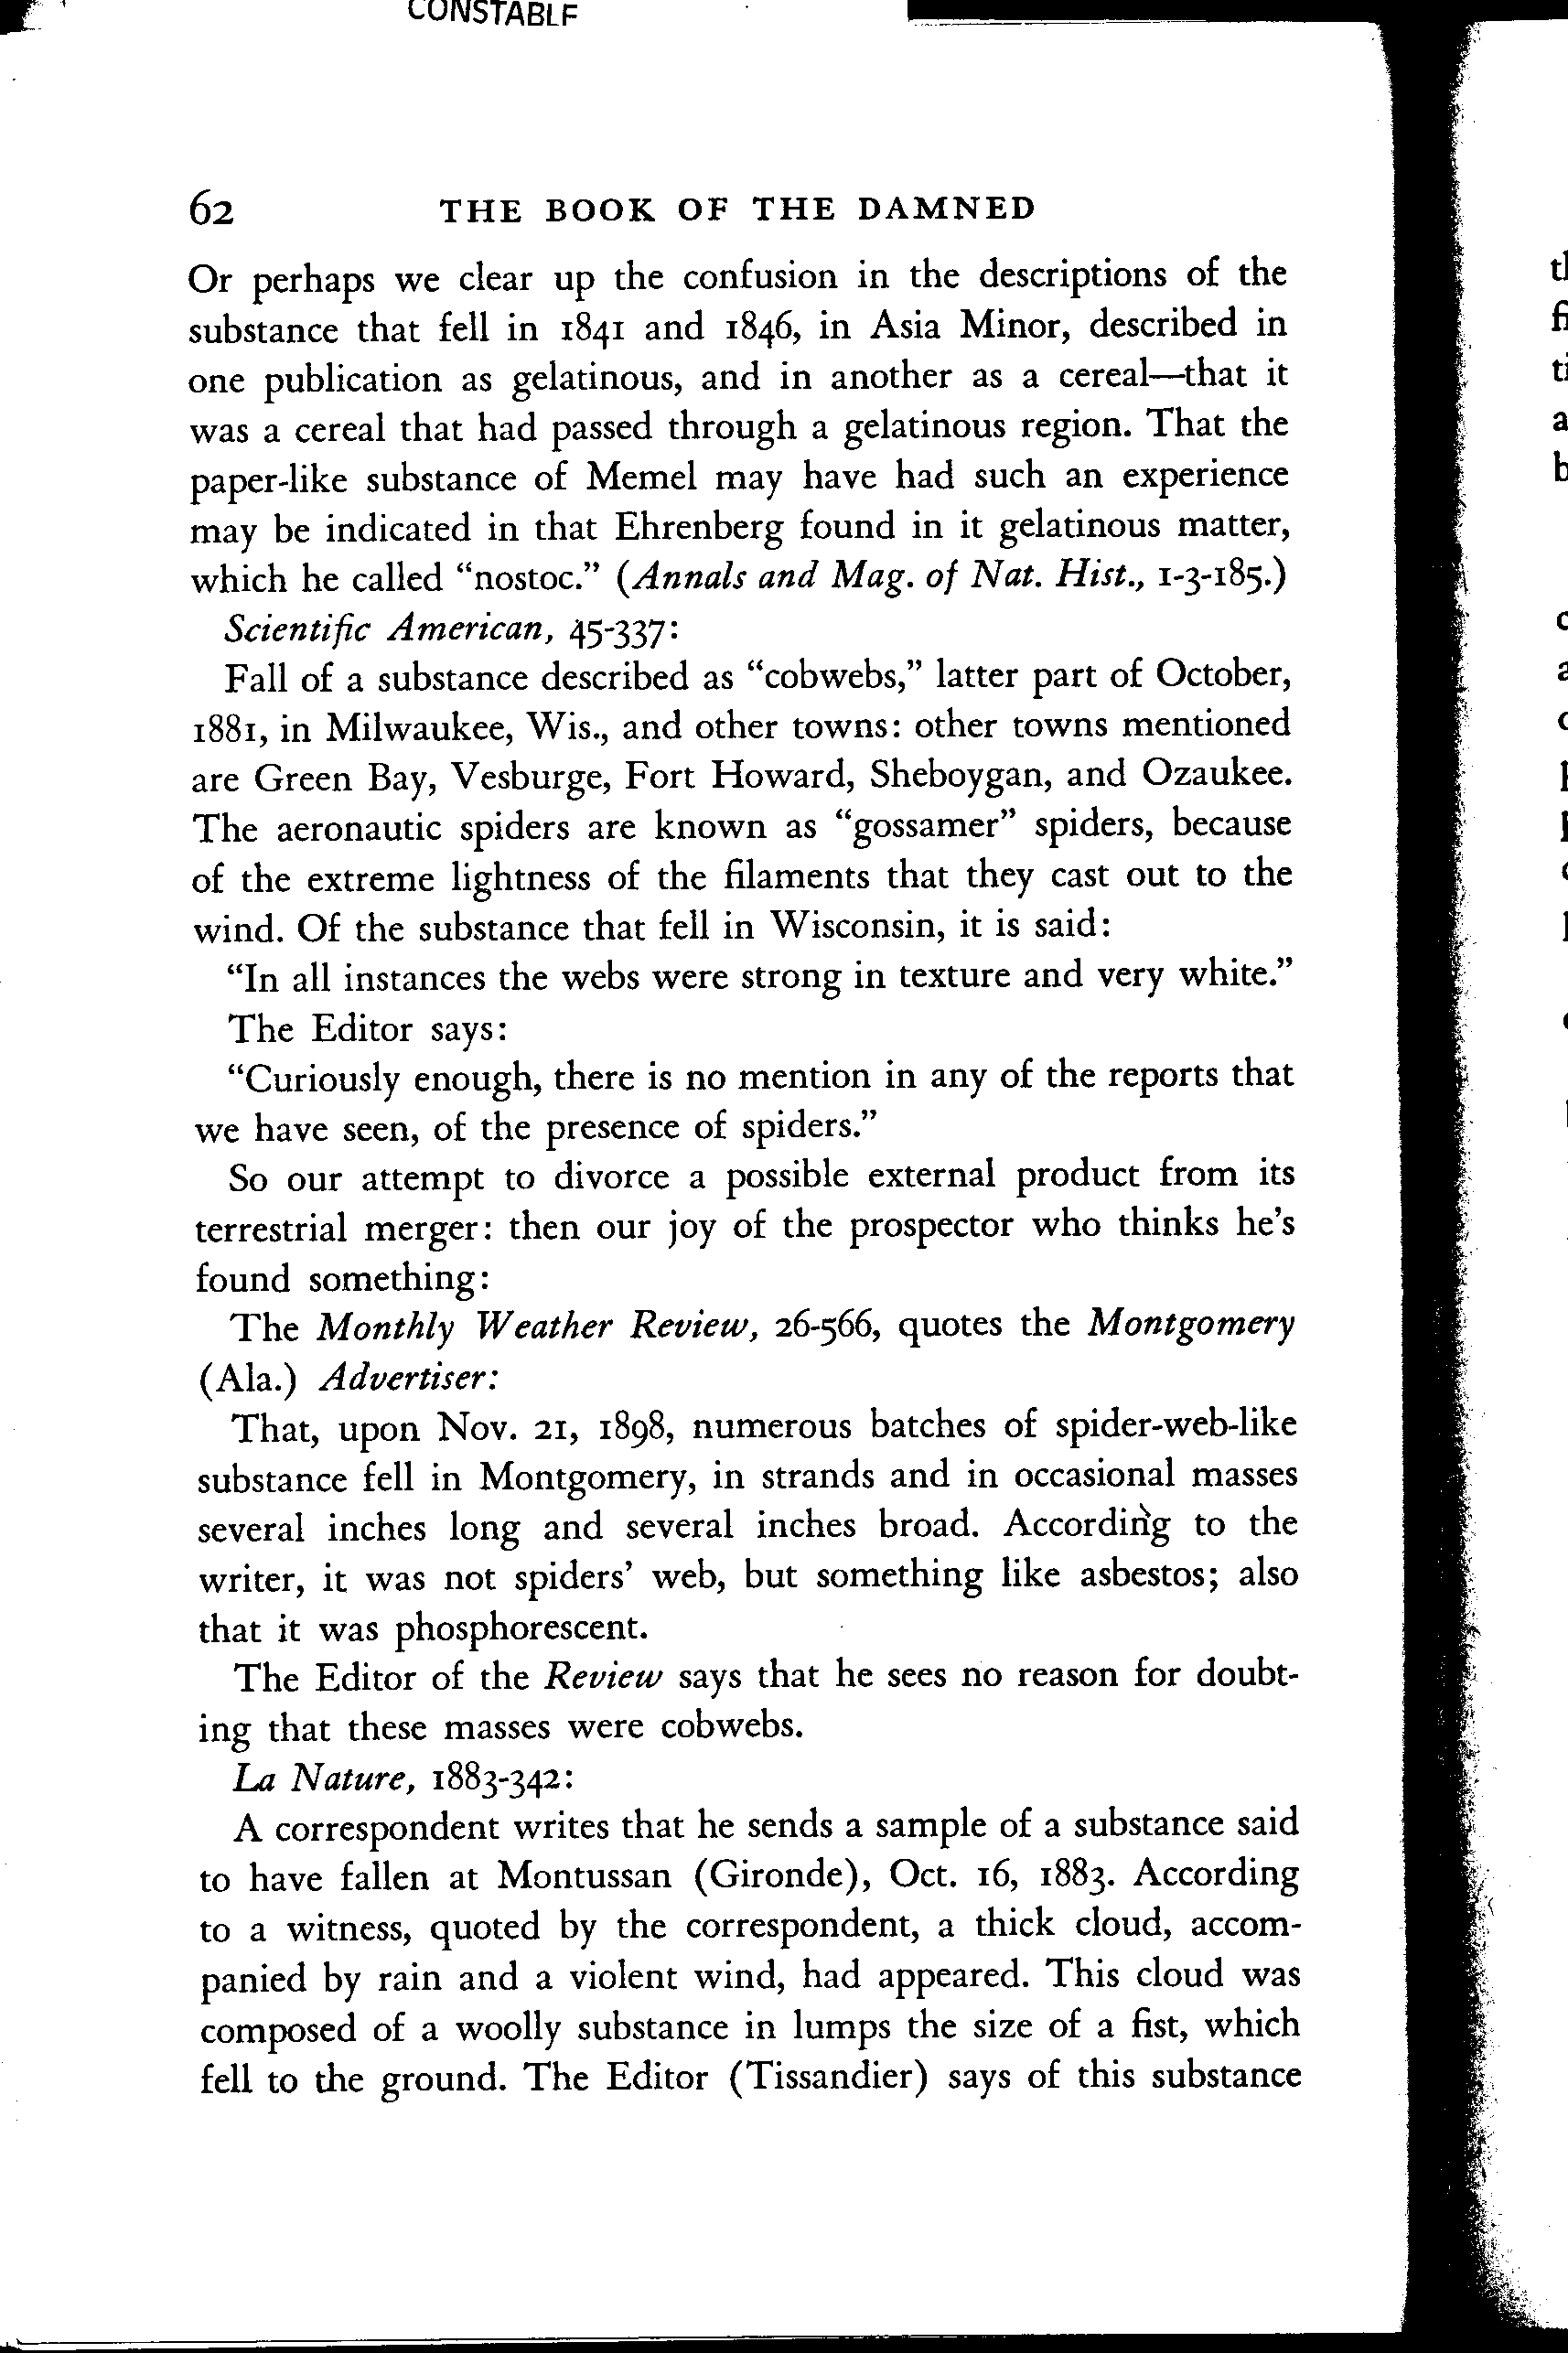 CONSTABLE
62 THE BOOK OF THE DAMNED
Or perhaps we clear up the confusion in the descriptions of the
substance that fell in 1841 and 1846, in Asia Minor, described in
one publication as gelatinous, and in another as a cereal—that it
was a cereal that had passed through a gelatinous region. That the
paper-like substance of Memel may have had such an experience
may be indicated in that Ehrenberg found in it gelatinous matter,
which he called “nostoc.” (Annals and Mag. of Nat. Hist., 1-3-185.)
Scientific American, 45-337:
Fall of a substance described as “cobwebs,” latter part of October,
1881, in Milwaukee, Wis., and other towns: other towns mentioned
are Green Bay, Vesburge, Fort Howard, Sheboygan, and Ozaukee.
The aeronautic spiders are known as “gossamer” spiders, because
of the extreme lightness of the filaments that they cast out to the
wind. Of the substance that fell in Wisconsin, it is said:
“In all instances the webs were strong in texture and very white.”
The Editor says:
“Curiously enough, there is no mention in any of the reports that
we have seen, of the presence of spiders.”
So our attempt to divorce a possible external product from its
terrestrial merger: then our joy of the prospector who thinks he’s
found something:
The Monthly Weather Review, 26-566, quotes the Montgomery
(Ala.) Advertiser:
That, upon Nov. 21, 1898, numerous batches of spider-web-like
substance fell in Montgomery, in strands and in occasional masses
several inches long and several inches broad. According to the
writer, it was not spiders’ web, but something like asbestos; also
that it was phosphorescent.
The Editor of the Review says that he sees no reason for doubt-
ing that these masses were cobwebs.
La Nature, 1883-342:
A correspondent writes that he sends a sample of a substance said
to have fallen at Montussan (Gironde), Oct. 16, 1883. According
to a witness, quoted by the correspondent, a thick cloud, accom-
panied by rain and a violent wind, had appeared. This cloud was
composed of a woolly substance in lumps the size of a fist, which
fell to the ground. The Editor (Tissandier) says of this substance